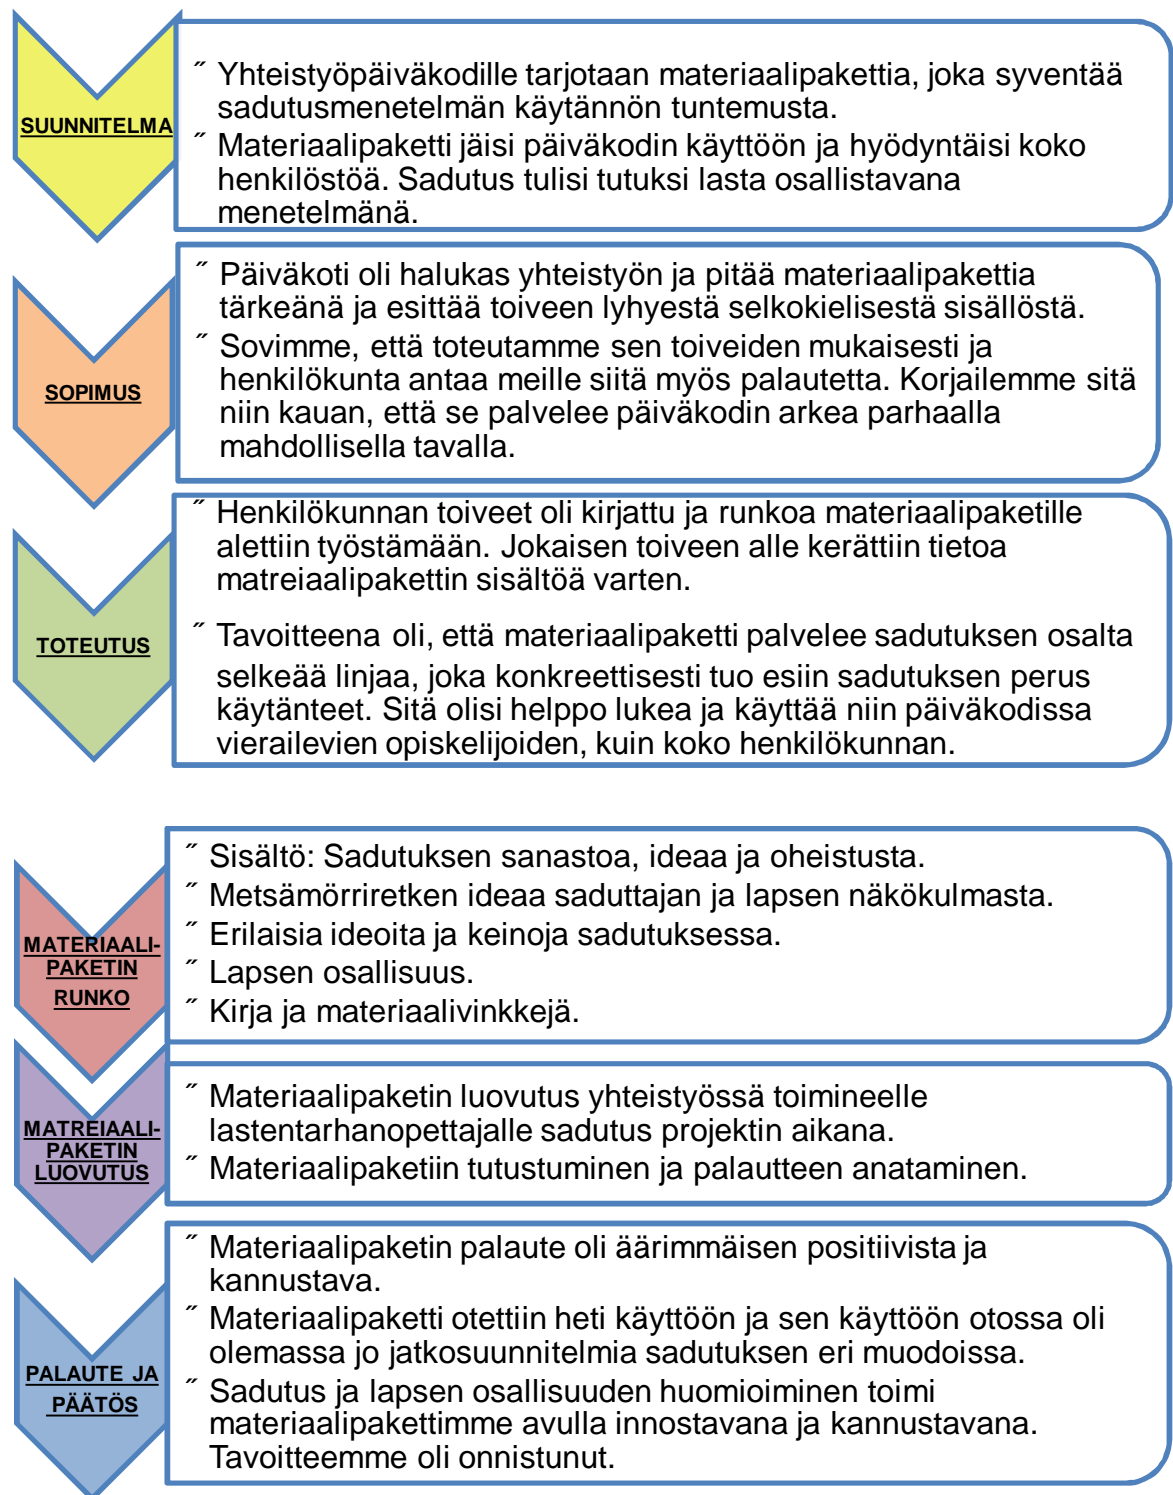 SUUNNITELMA
˝ Yhteistyöpäiväkodille tarjotaan materiaalipakettia, joka syventää
sadutusmenetelmän käytännön tuntemusta.
˝ Materiaalipaketti jäisi päiväkodin käyttöön ja hyödyntäisi koko
henkilöstöä. Sadutus tulisi tutuksi lasta osallistavana
menetelmänä.
SOPIMUS
˝ Päiväkoti oli halukas yhteistyön ja pitää materiaalipakettia
tärkeänä ja esittää toiveen lyhyestä selkokielisestä sisällöstä.
˝ Sovimme, että toteutamme sen toiveiden mukaisesti ja
henkilökunta antaa meille siitä myös palautetta. Korjailemme sitä
niin kauan, että se palvelee päiväkodin arkea parhaalla
mahdollisella tavalla.
TOTEUTUS
˝ Henkilökunnan toiveet oli kirjattu ja runkoa materiaalipaketille
alettiin työstämään. Jokaisen toiveen alle kerättiin tietoa
matreiaalipakettin sisältöä varten.
˝ Tavoitteena oli, että materiaalipaketti palvelee sadutuksen osalta
selkeää linjaa, joka konkreettisesti tuo esiin sadutuksen perus
käytänteet. Sitä olisi helppo lukea ja käyttää niin päiväkodissa
vierailevien opiskelijoiden, kuin koko henkilökunnan.
MATERIAALI-
PAKETIN
RUNKO
˝ Sisältö: Sadutuksen sanastoa, ideaa ja oheistusta.
˝ Metsämörriretken ideaa saduttajan ja lapsen näkökulmasta.
˝ Erilaisia ideoita ja keinoja sadutuksessa.
˝ Lapsen osallisuus.
˝ Kirja ja materiaalivinkkejä.
MATREIAALI-
PAKETIN
LUOVUTUS
˝ Materiaalipaketin luovutus yhteistyössä toimineelle
lastentarhanopettajalle sadutus projektin aikana.
˝ Materiaalipaketiin tutustuminen ja palautteen anataminen.
PALAUTE JA
PÄÄTÖS
˝ Materiaalipaketin palaute oli äärimmäisen positiivista ja
kannustava.
˝ Materiaalipaketti otettiin heti käyttöön ja sen käyttöön otossa oli
olemassa jo jatkosuunnitelmia sadutuksen eri muodoissa.
˝ Sadutus ja lapsen osallisuuden huomioiminen toimi
materiaalipakettimme avulla innostavana ja kannustavana.
Tavoitteemme oli onnistunut.